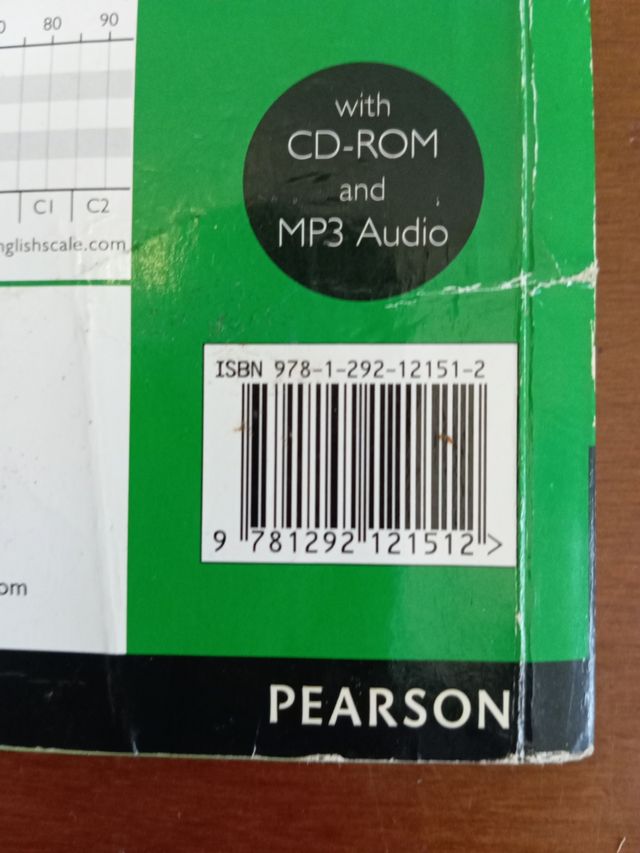 80 90
C1 C2
nglishscale.com
with
CD-ROM
and
MP3 Audio
ISBN 978-1-292-12151-2
9 781292 121512 >
om
PEARSON